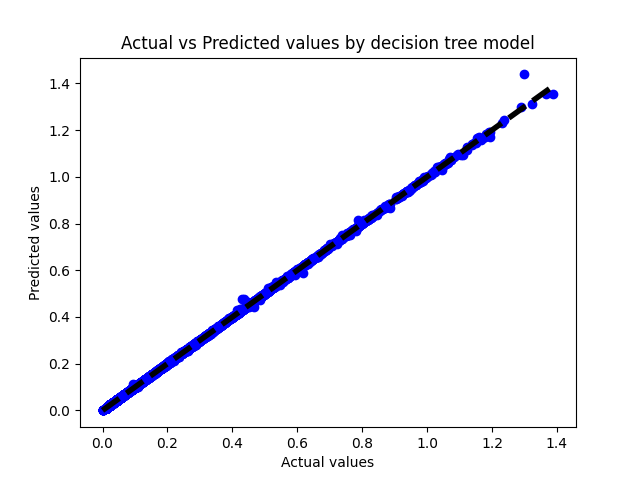 Actual vs Predicted values by decision tree model
1.4
1.2
1.0
0.8
0.6
0.4
0.2
0.0
Predicted values
0.0 0.2 0.4 0.6 0.8 1.0 1.2 1.4
Actual values